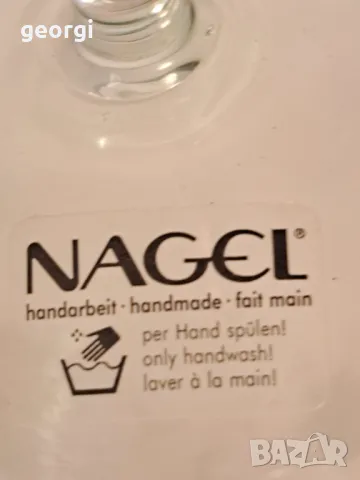 georgi
NAGEL®
handarbeit · handmade · fait main
per Hand spülen!
only handwash!
laver à la main!
BAZAR